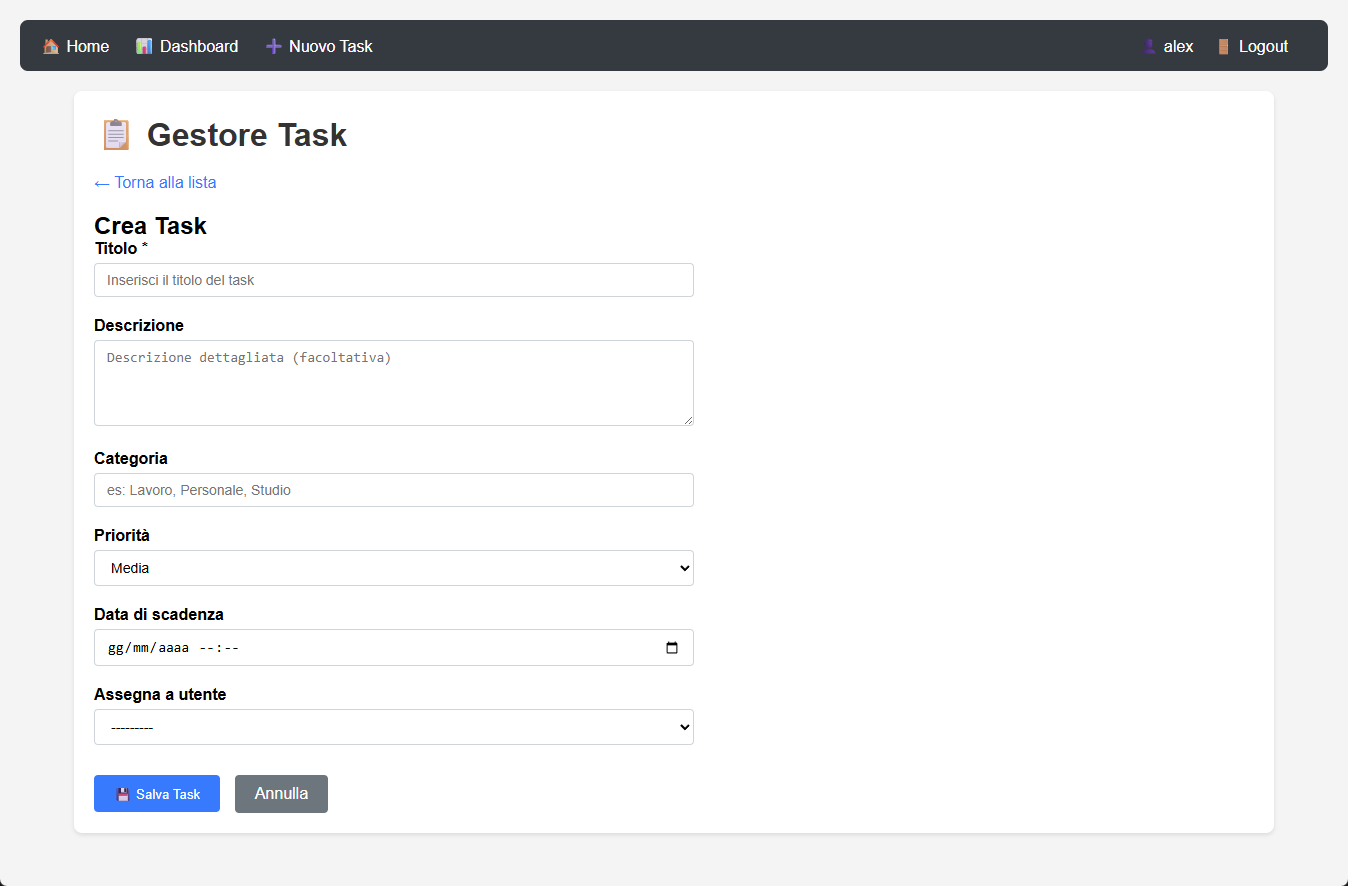 Home Dashboard Nuovo Task alex Logout
Gestore Task
← Torna alla lista
Crea Task
Titolo *
Inserisci il titolo del task
Descrizione
Descrizione dettagliata (facoltativa)
Categoria
es: Lavoro, Personale, Studio
Priorità
Media
Data di scadenza
gg/mm/aaaa --:--
Assegna a utente
---------
Salva Task Annulla